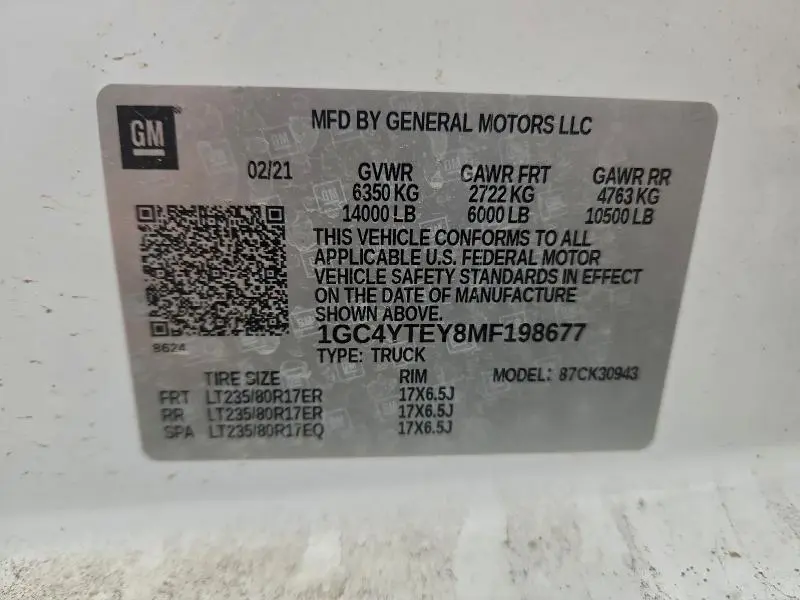 GM
MFD BY GENERAL MOTORS LLC
02/21 GVWR GAWR FRT GAWR RR
6350 KG 2722 KG 4763 KG
14000 LB 6000 LB 10500 LB
THIS VEHICLE CONFORMS TO ALL
APPLICABLE U.S. FEDERAL MOTOR
VEHICLE SAFETY STANDARDS IN EFFECT
ON THE DATE OF MANUFACTURE
SHOWN ABOVE.
1GC4YTEY8MF198677
8624
TYPE: TRUCK
TIRE SIZE RIM MODEL: 87CK30943
FRT LT235/80R17ER 17X6.5J
RR LT235/80R17ER 17X6.5J
SPA LT235/80R17EQ 17X6.5J